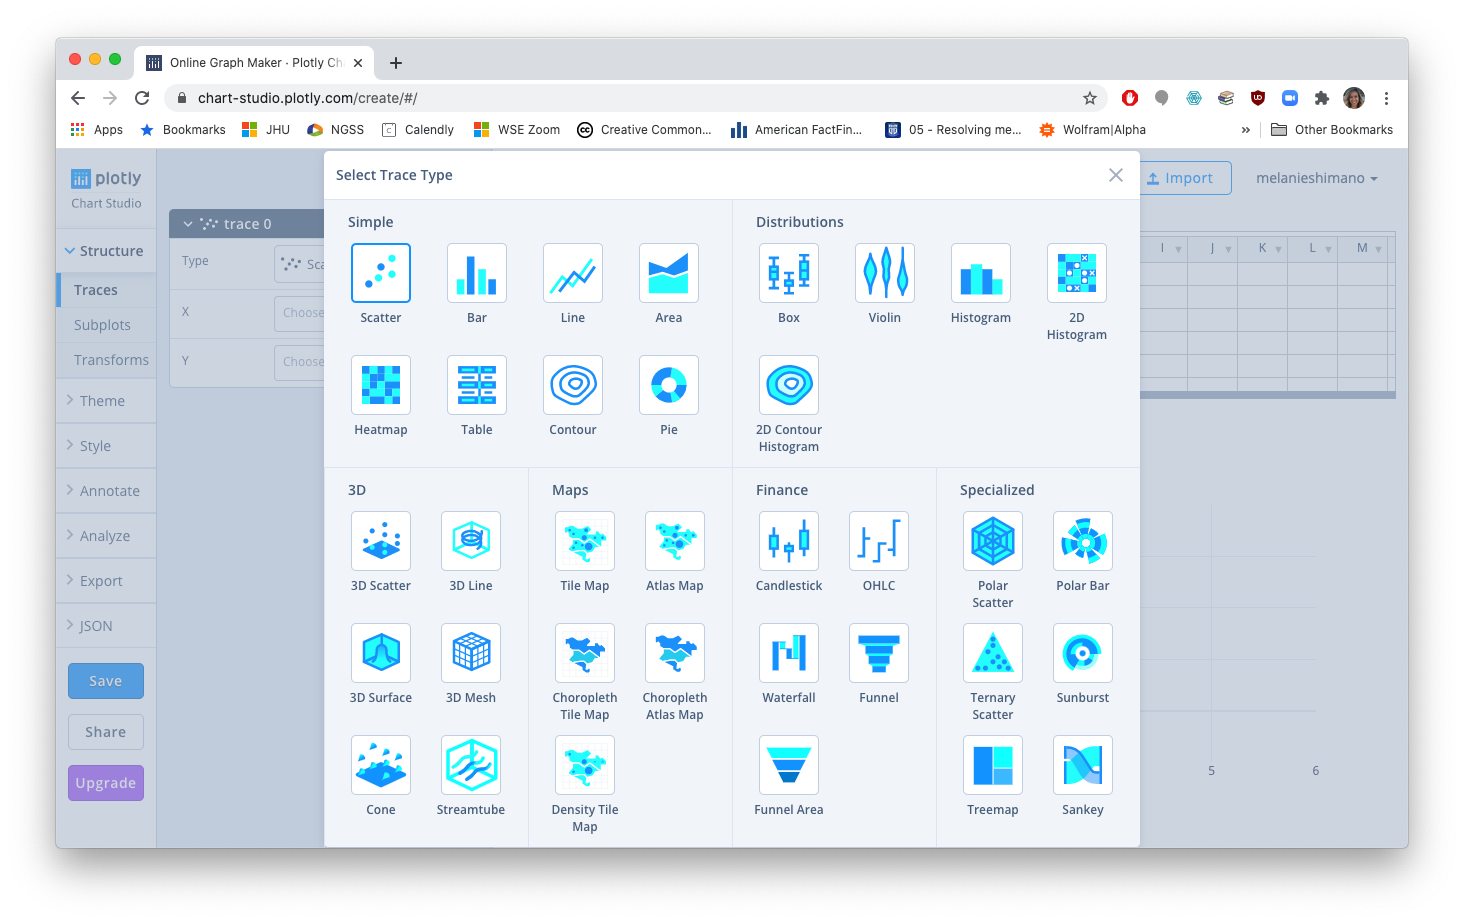 Online Graph Maker · Plotly Ch
chart-studio.plotly.com/create/#/
Apps Bookmarks JHU NGSS Calendly WSE Zoom Creative Common... American FactFin... 05 - Resolving me... Wolfram|Alpha » Other Bookmarks
plotly
Chart Studio
Structure
Traces
Subplots
Transforms
Theme
Style
Annotate
Analyze
Export
JSON
Save
Share
Upgrade
trace 0
Type Sca
X Choose
Y Choose
Select Trace Type
Simple
Scatter Bar Line Area
Heatmap Table Contour Pie
Distributions
Box Violin Histogram 2D
Histogram
2D Contour
Histogram
3D
3D Scatter 3D Line
3D Surface 3D Mesh
Cone Streamtube
Maps
Tile Map Atlas Map
Choropleth
Tile Map
Choropleth
Atlas Map
Density Tile
Map
Finance
Candlestick OHLC
Waterfall Funnel
Funnel Area
Specialized
Polar
Scatter
Polar Bar
Ternary
Scatter
Sunburst
Treemap Sankey
Import melanieshimano
I J K L M
5 6